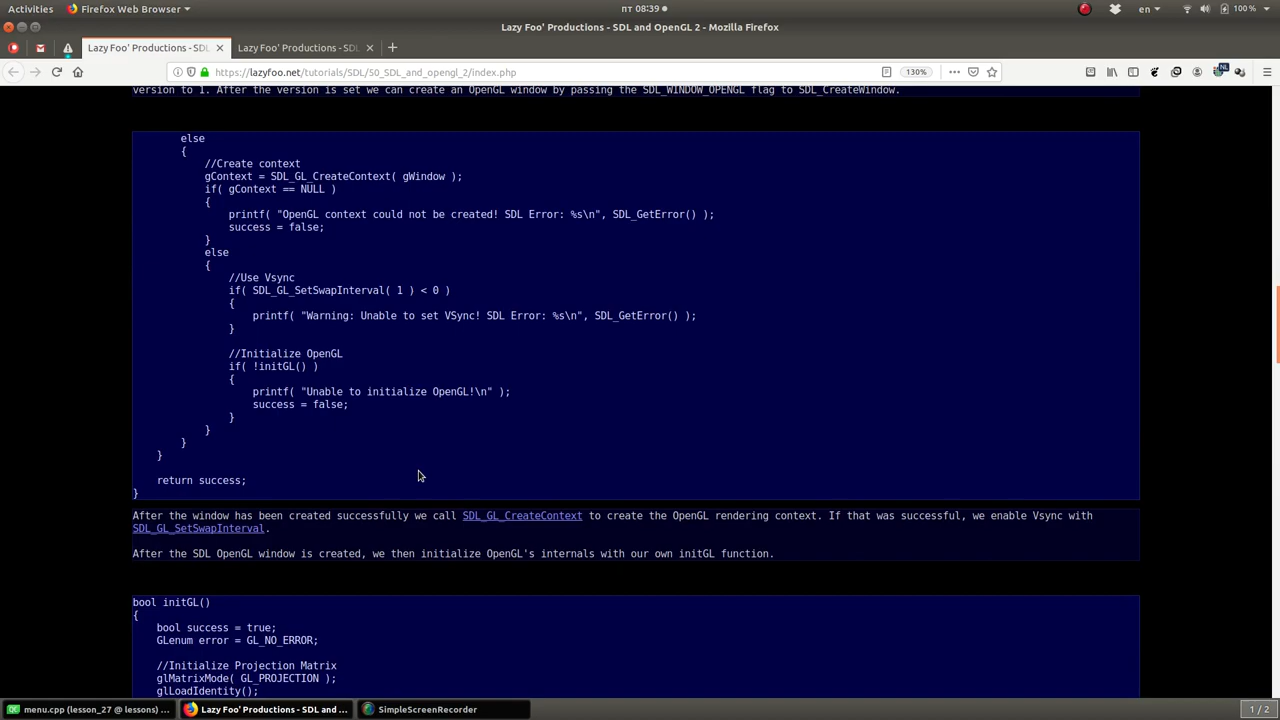 Activities Firefox Web Browser пт 08:39 en 100 %
Lazy Foo' Productions - SDL and OpenGL 2 - Mozilla Firefox
Lazy Foo' Productions - SD Lazy Foo' Productions - SDL
https://lazyfoo.net/tutorials/SDL/50_SDL_and_opengl_2/index.php 130% NL
version to 1. After the version is set we can create an OpenGL window by passing the SDL_WINDOW_OPENGL flag to SDL_CreateWindow.
else
{
//Create context
gContext = SDL_GL_CreateContext( gWindow );
if( gContext == NULL )
{
printf( "OpenGL context could not be created! SDL Error: %s\n", SDL_GetError() );
success = false;
}
else
{
//Use Vsync
if( SDL_GL_SetSwapInterval( 1 ) < 0 )
{
printf( "Warning: Unable to set VSync! SDL Error: %s\n", SDL_GetError() );
}
//Initialize OpenGL
if( !initGL() )
{
printf( "Unable to initialize OpenGL!\n" );
success = false;
}
}
}
}
return success;
}
After the window has been created successfully we call SDL_GL_CreateContext to create the OpenGL rendering context. If that was successful, we enable Vsync with
SDL_GL_SetSwapInterval.
After the SDL OpenGL window is created, we then initialize OpenGL's internals with our own initGL function.
bool initGL()
{
bool success = true;
GLenum error = GL_NO_ERROR;
//Initialize Projection Matrix
glMatrixMode( GL_PROJECTION );
glLoadIdentity();
menu.cpp (lesson_27 @ lessons) ... Lazy Foo' Productions - SDL and ... SimpleScreenRecorder 1 / 2